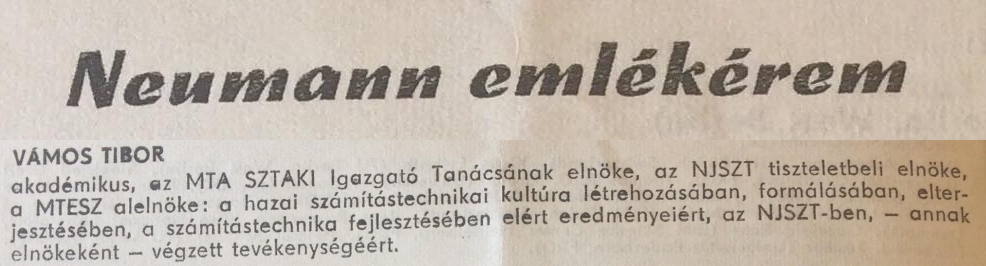 Neumann emlékérem
VÁMOS TIBOR
akadémikus, az MTA SZTAKI Igazgató Tanácsának elnöke, az NJSZT tiszteletbeli elnöke,
a MTESZ alelnöke: a hazai számítástechnikai kultúra létrehozásában, formálásában, elter-
jesztésében, a számítástechnika fejlesztésében elért eredményeiért, az NJSZT-ben, — annak
elnökeként — végzett tevékenységéért.